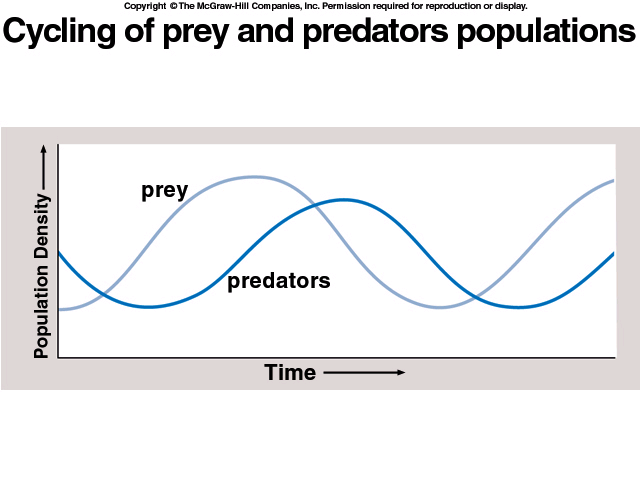 Copyright © The McGraw-Hill Companies, Inc. Permission required for reproduction or display.
Cycling of prey and predators populations
prey
predators
Population Density
Time